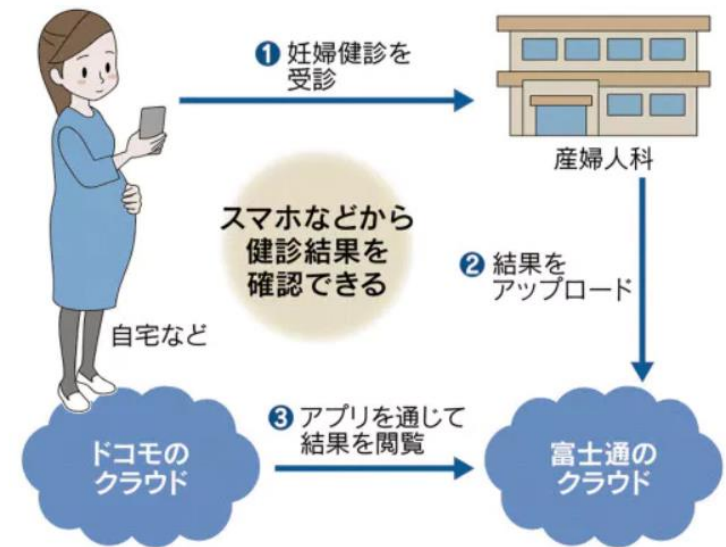 ❶ 妊婦健診を
受診
産婦人科
スマホなどから
健診結果を
確認できる
❷ 結果を
アップロード
自宅など
❸ アプリを通じて
結果を閲覧
ドコモの
クラウド
富士通の
クラウド